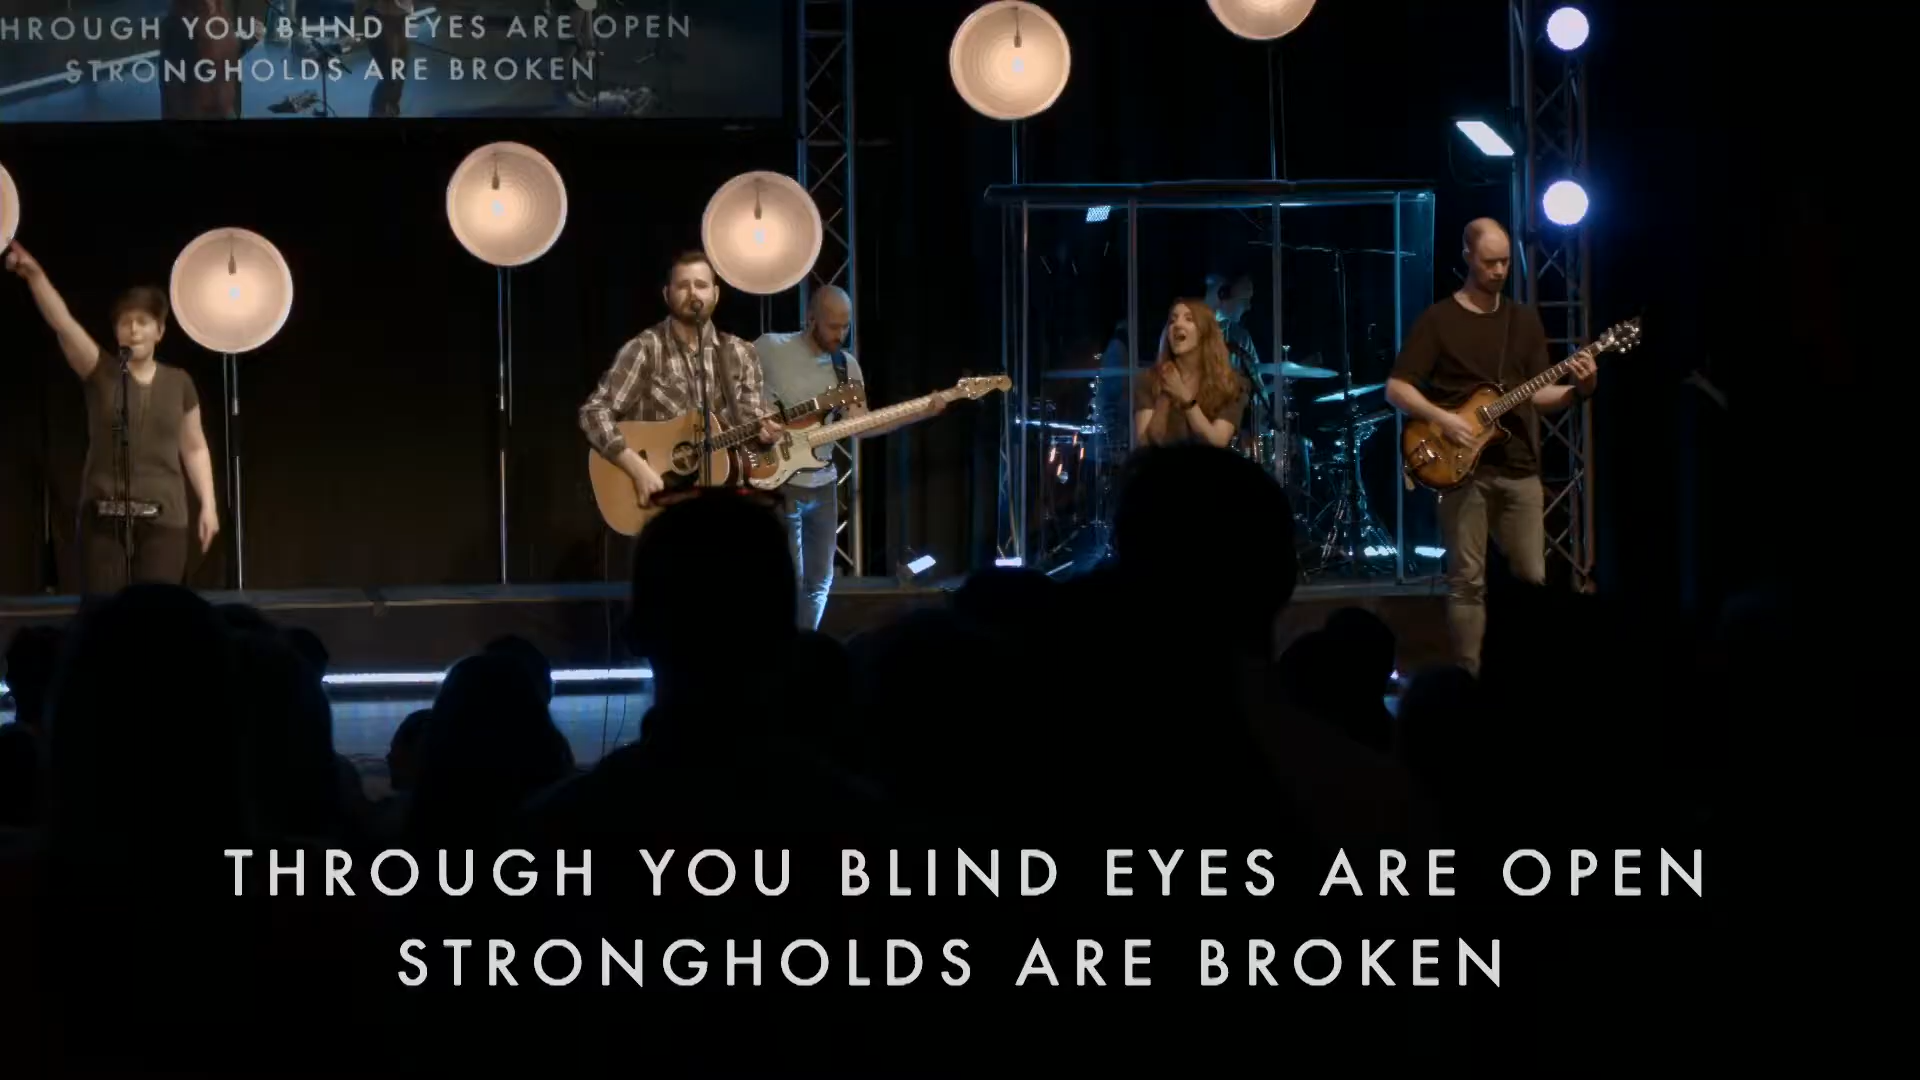 HROUGH YOU BLIND EYES ARE OPEN
STRONGHOLDS ARE BROKEN
THROUGH YOU BLIND EYES ARE OPEN
STRONGHOLDS ARE BROKEN